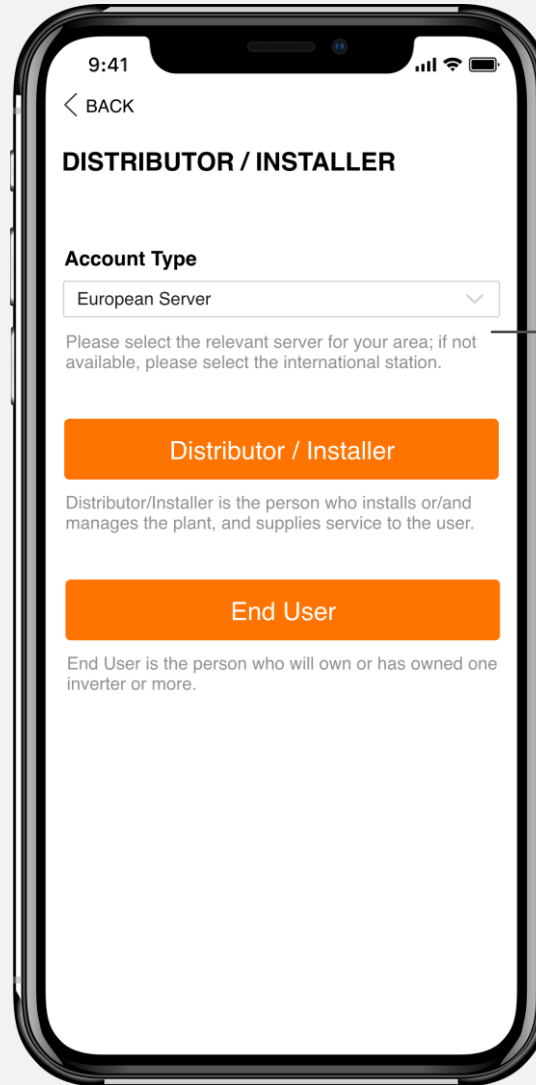 9:41
BACK
DISTRIBUTOR / INSTALLER
Account Type
European Server
Please select the relevant server for your area; if not
available, please select the international station.
Distributor / Installer
Distributor/Installer is the person who installs or/and
manages the plant, and supplies service to the user.
End User
End User is the person who will own or has owned one
inverter or more.